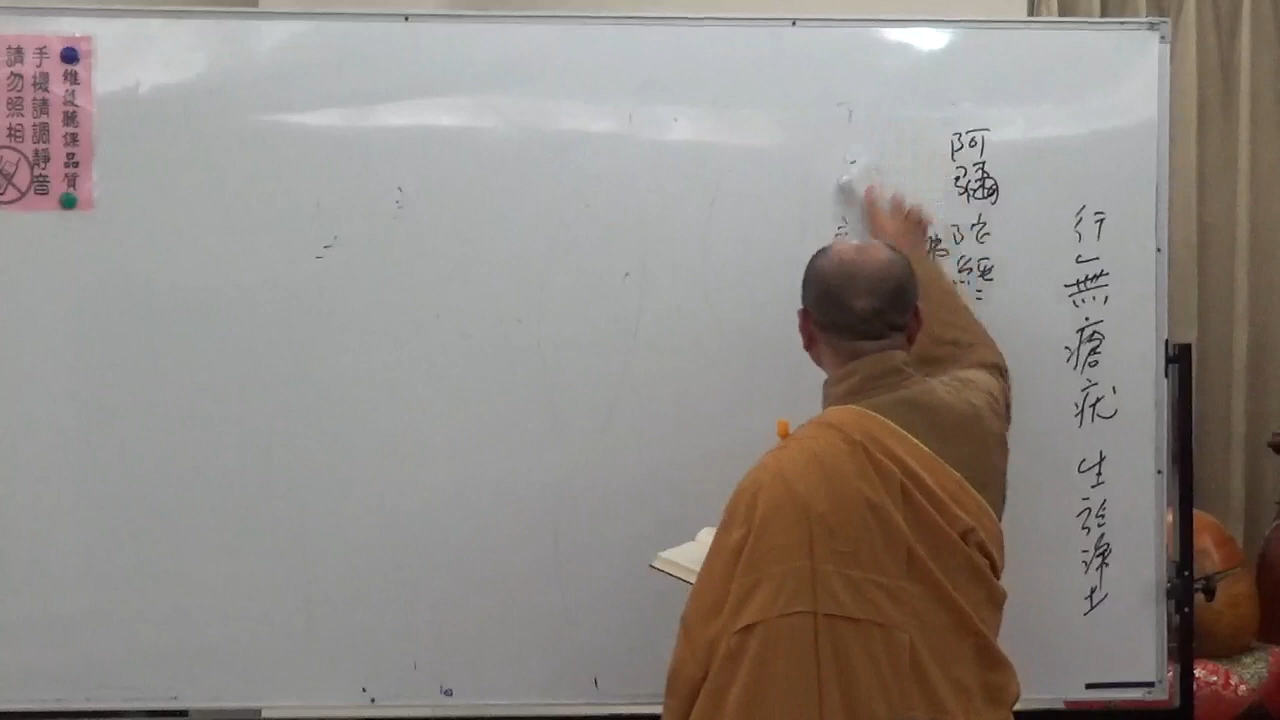 行無瘡疣 生於淨土
阿彌陀經
維護聽課品質
手機請調靜音
請勿照相